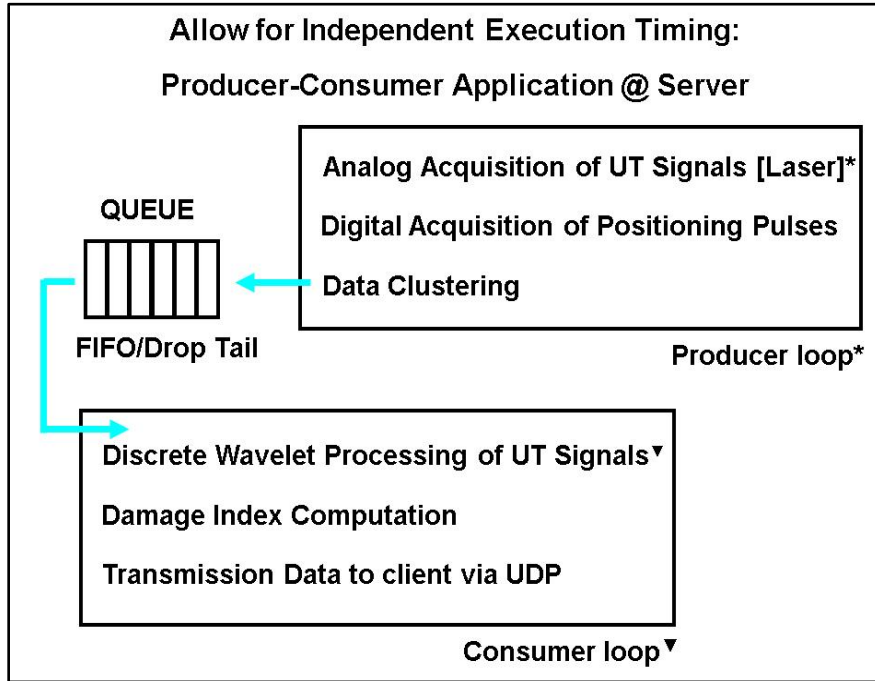 Allow for Independent Execution Timing:
Producer-Consumer Application @ Server
Analog Acquisition of UT Signals [Laser]*
QUEUE
Digital Acquisition of Positioning Pulses
Data Clustering
FIFO/Drop Tail
Producer loop*
Discrete Wavelet Processing of UT Signals▼
Damage Index Computation
Transmission Data to client via UDP
Consumer loop▼